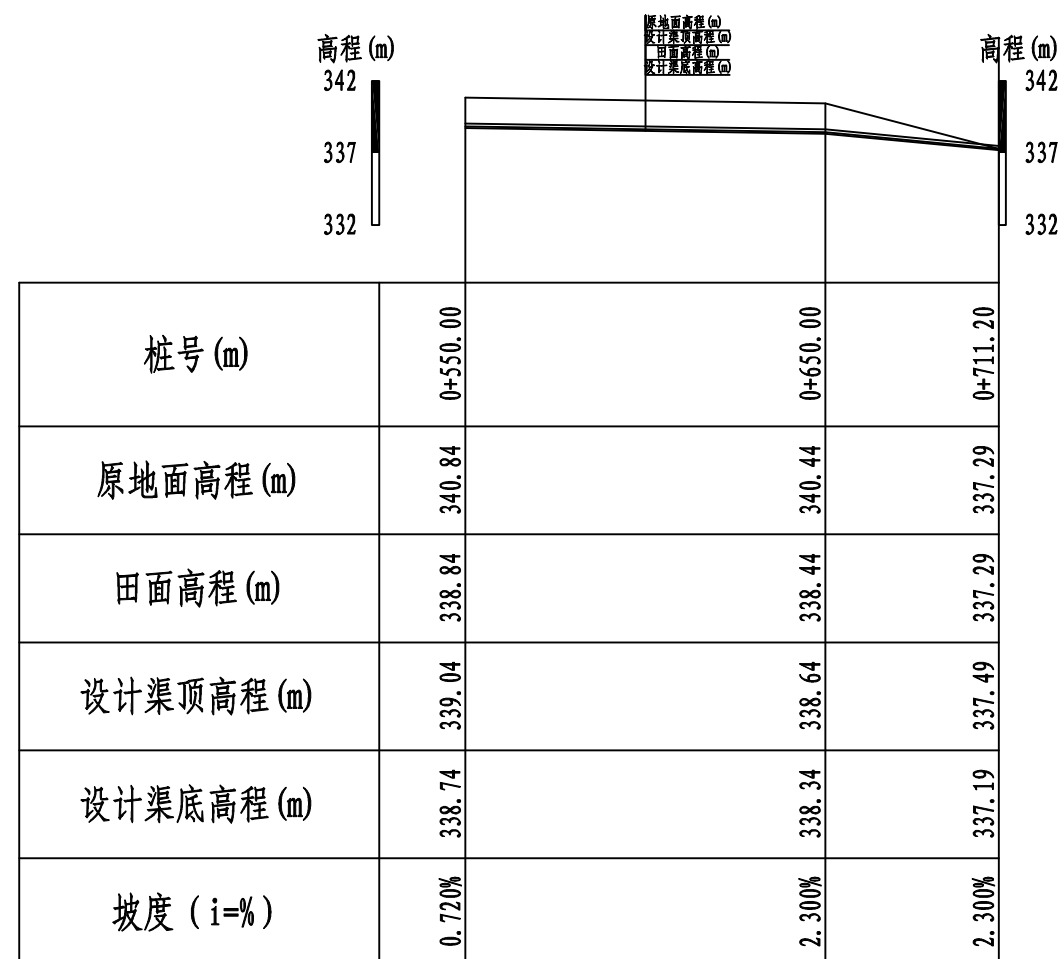 原地面高程(m)
设计渠顶高程(m)
田面高程(m)
设计渠底高程(m)
高程(m)
342
337
332
高程(m)
342
337
332
桩号(m) 0+550.00 0+650.00 0+711.20
原地面高程(m) 340.84 340.44 337.29
田面高程(m) 338.84 338.44 337.29
设计渠顶高程(m) 339.04 338.64 337.49
设计渠底高程(m) 338.74 338.34 337.19
坡度(i=%) 0.720% 2.300% 2.300%